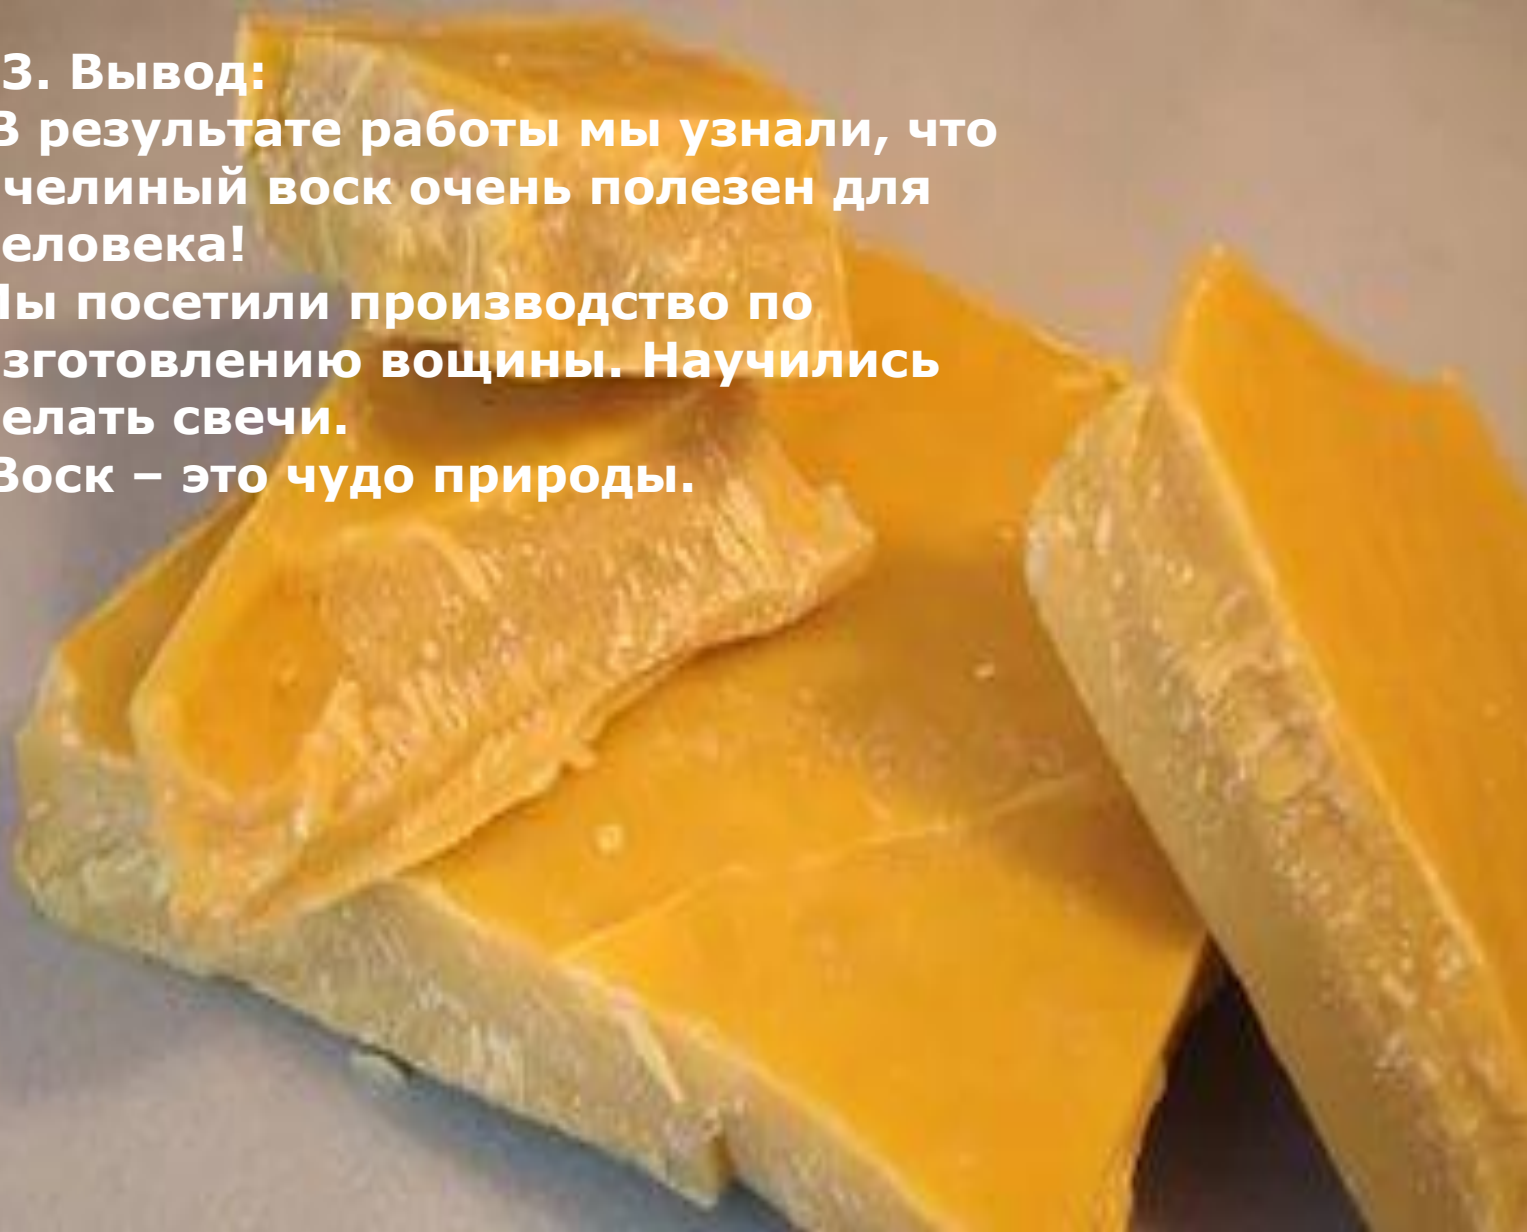 3. Вывод:
В результате работы мы узнали, что
челиный воск очень полезен для
еловека!
ы посетили производство по
зготовлению вощины. Научились
елать свечи.
Воск – это чудо природы.